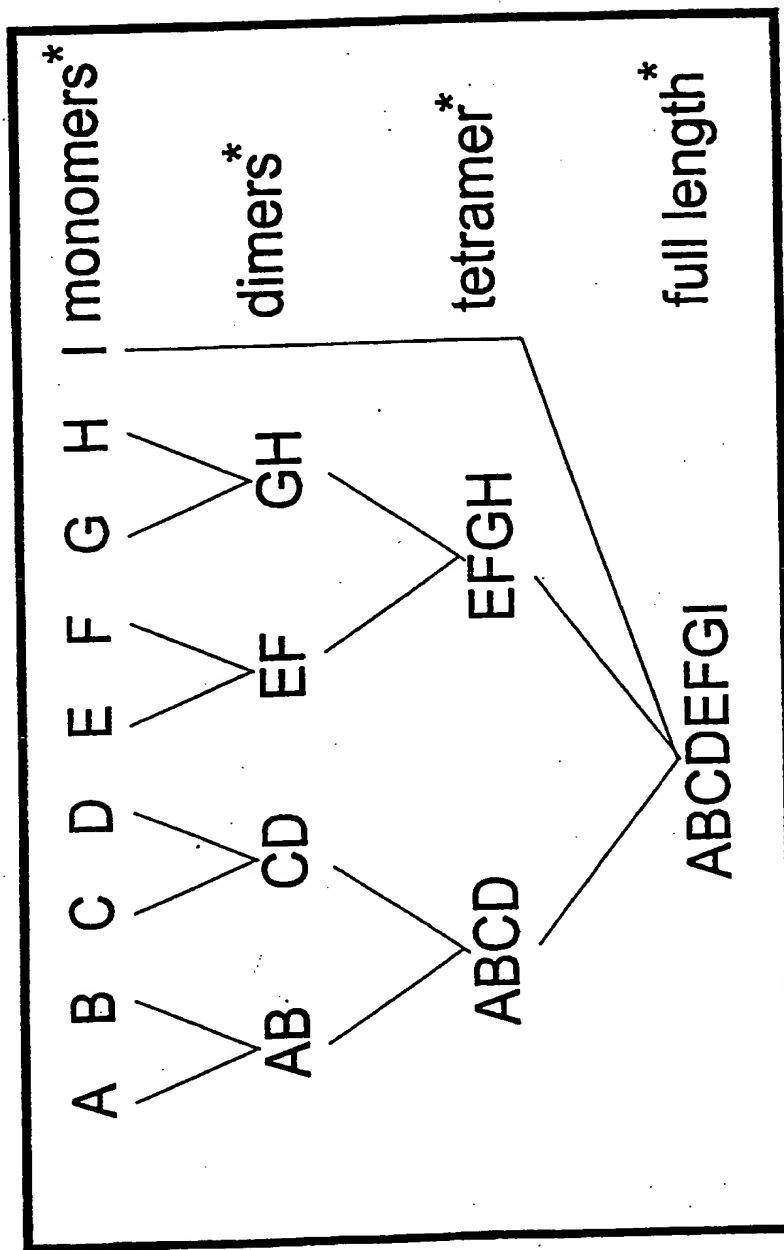 A B C D E F G H I monomers*
AB CD EF GH dimers*
ABCD EFGH tetramer*
ABCDEFGI full length*